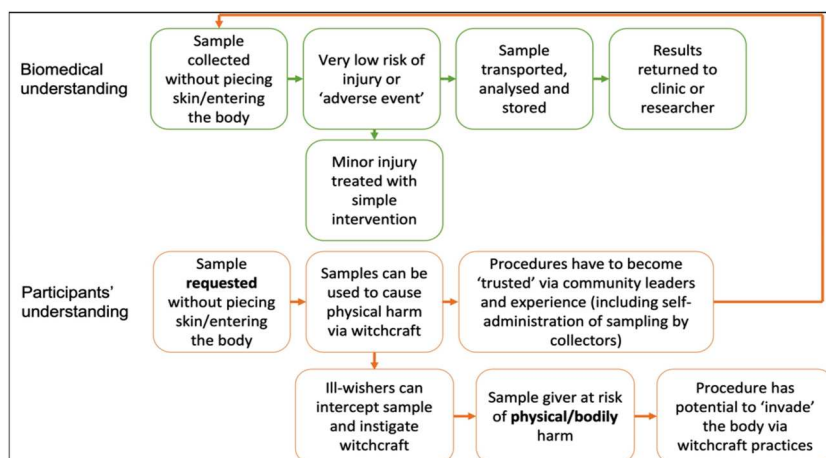 Biomedical
understanding
Sample
collected
without piecing
skin/entering
the body
Very low risk of
injury or
‘adverse event’
Sample
transported,
analysed and
stored
Results
returned to
clinic or
researcher
Minor injury
treated with
simple
intervention
Participants’
understanding
Sample
requested
without piecing
skin/entering
the body
Samples can be
used to cause
physical harm
via witchcraft
Procedures have to become
‘trusted’ via community leaders
and experience (including self-
administration of sampling by
collectors)
Ill-wishers can
intercept sample
and instigate
witchcraft
Sample giver at risk
of physical/bodily
harm
Procedure has
potential to ‘invade’
the body via
witchcraft practices